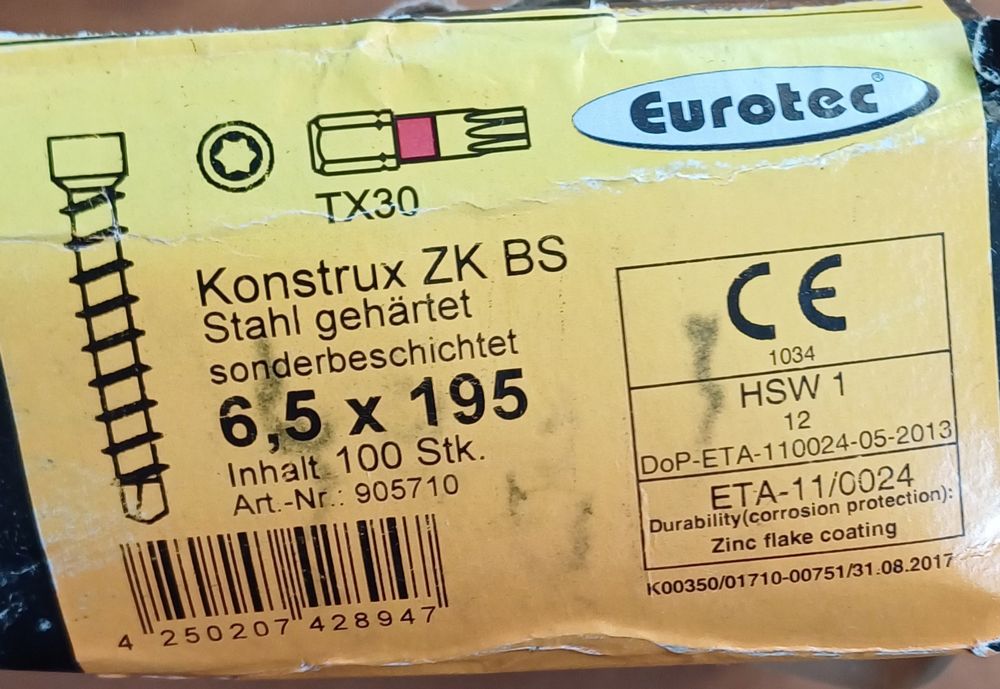 Eurotec®
TX30
Konstrux ZK BS
Stahl gehärtet
sonderbeschichtet
6,5 x 195
Inhalt 100 Stk.
Art.-Nr.: 905710
4 250207 428947
CE
1034
HSW 1
12
DoP-ETA-110024-05-2013
ETA-11/0024
Durability(corrosion protection):
Zinc flake coating
K00350/01710-00751/31.08.2017